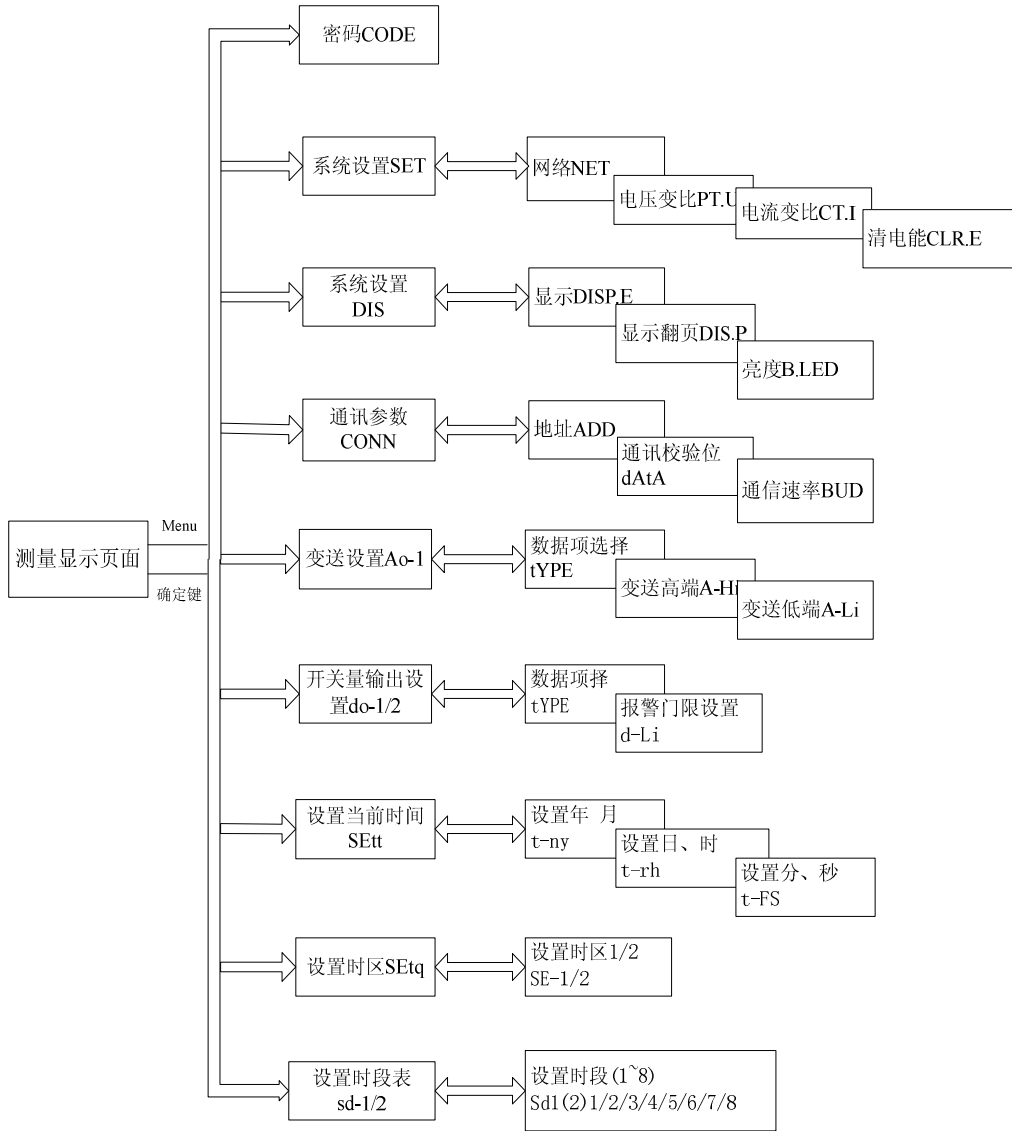 密码CODE
系统设置SET
网络NET
电压变比PT.U
电流变比CT.I
清电能CLR.E
系统设置
DIS
显示DISP.E
显示翻页DIS.P
亮度B.LED
通讯参数
CONN
地址ADD
通讯校验位
dAtA
通信速率BUD
测量显示页面
Menu
确定键
变送设置Ao-1
数据项选择
tYPE
变送高端A-Hi
变送低端A-Li
开关量输出设
置do-1/2
数据项择
tYPE
报警门限设置
d-Li
设置当前时间
SEtt
设置年 月
t-ny
设置日、时
t-rh
设置分、秒
t-FS
设置时区SEtq
设置时区1/2
SE-1/2
设置时段表
sd-1/2
设置时段(1~8)
Sd1(2)1/2/3/4/5/6/7/8